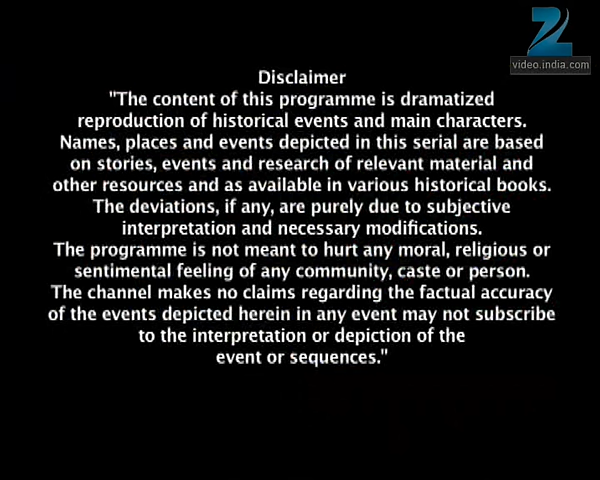 Z
video.india.com
Disclaimer
"The content of this programme is dramatized
reproduction of historical events and main characters.
Names, places and events depicted in this serial are based
on stories, events and research of relevant material and
other resources and as available in various historical books.
The deviations, if any, are purely due to subjective
interpretation and necessary modifications.
The programme is not meant to hurt any moral, religious or
sentimental feeling of any community, caste or person.
The channel makes no claims regarding the factual accuracy
of the events depicted herein in any event may not subscribe
to the interpretation or depiction of the
event or sequences."